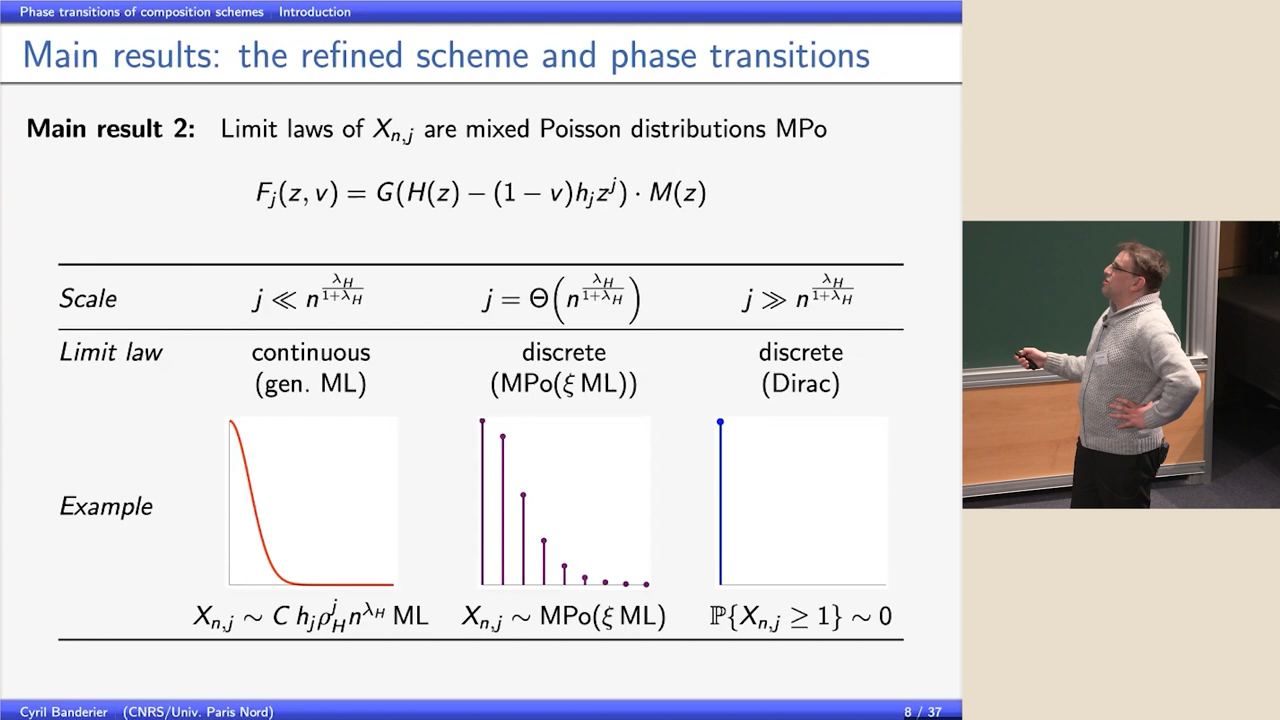 Phase transitions of composition schemes Introduction
Main results: the refined scheme and phase transitions
Main result 2: Limit laws of X_{n,j} are mixed Poisson distributions MPo
F_j(z, v) = G(H(z) − (1 − v)h_j z^j) · M(z)
Scale j ≪ n^{λ_H/(1+λ_H)} j = Θ(n^{λ_H/(1+λ_H)}) j ≫ n^{λ_H/(1+λ_H)}
Limit law continuous discrete discrete
(gen. ML) (MPo(ξ ML)) (Dirac)
Example
X_{n,j} ∼ C h_j ρ_H^j n^{λ_H} ML X_{n,j} ∼ MPo(ξ ML) ℙ{X_{n,j} ≥ 1} ∼ 0
Cyril Banderier (CNRS/Univ. Paris Nord) 8 / 37